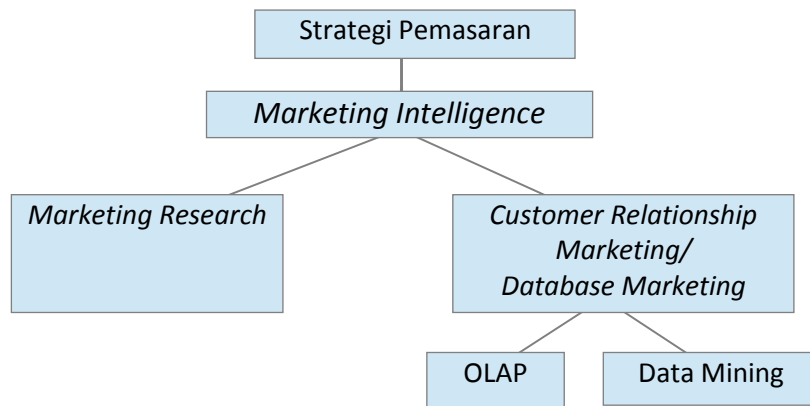 Strategi Pemasaran
Marketing Intelligence
Marketing Research
Customer Relationship
Marketing/
Database Marketing
OLAP
Data Mining